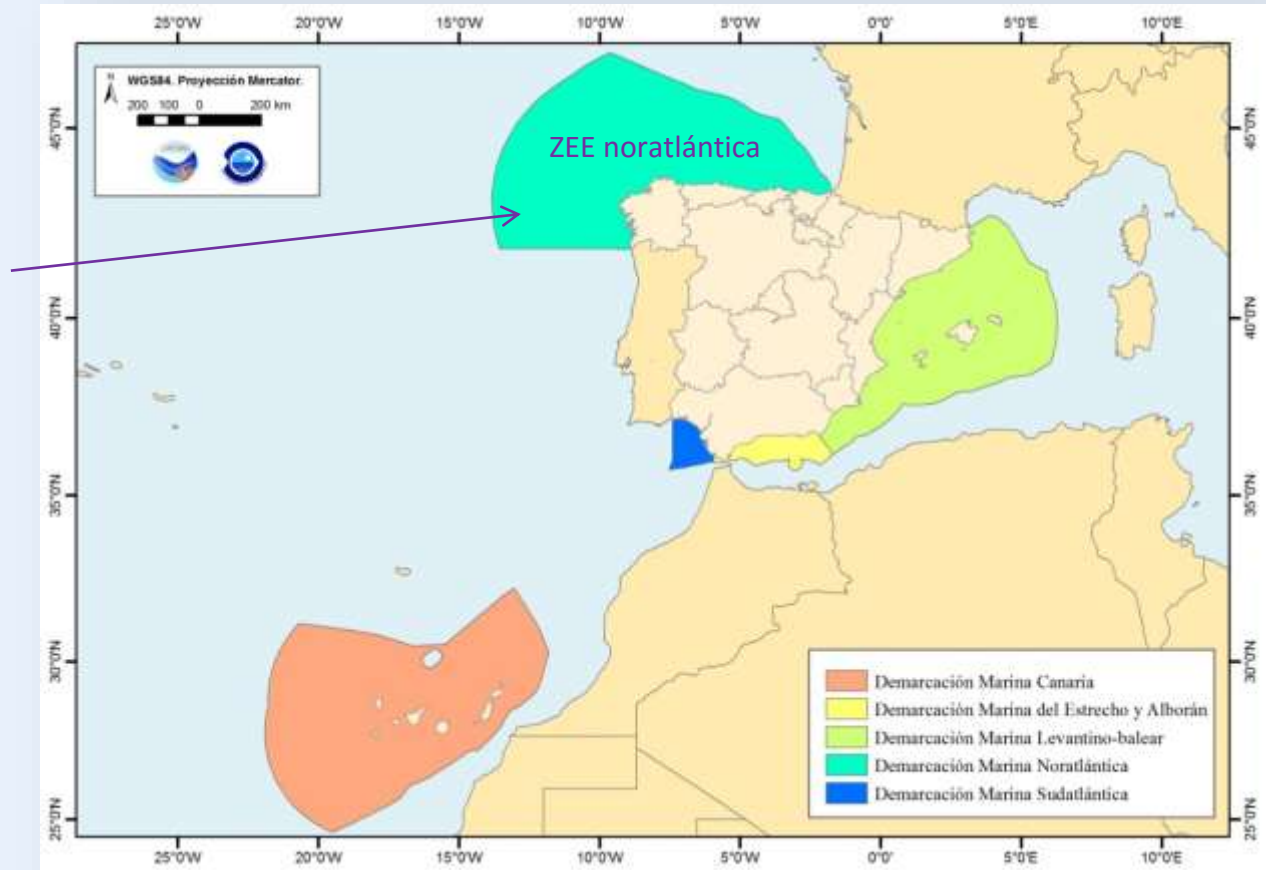 25°0'W 20°0'W 15°0'W 10°0'W 5°0'W 0°0' 5°0'E 10°0'E
N
WGS84. Proyección Mercator.
200 100 0 200 km
ZEE noratlántica
45°0'N 45°0'N
40°0'N 40°0'N
35°0'N 35°0'N
30°0'N 30°0'N
25°0'N 25°0'N
Demarcación Marina Canaria
Demarcación Marina del Estrecho y Alborán
Demarcación Marina Levantino-balear
Demarcación Marina Noratlántica
Demarcación Marina Sudatlántica
25°0'W 20°0'W 15°0'W 10°0'W 5°0'W 0°0' 5°0'E 10°0'E